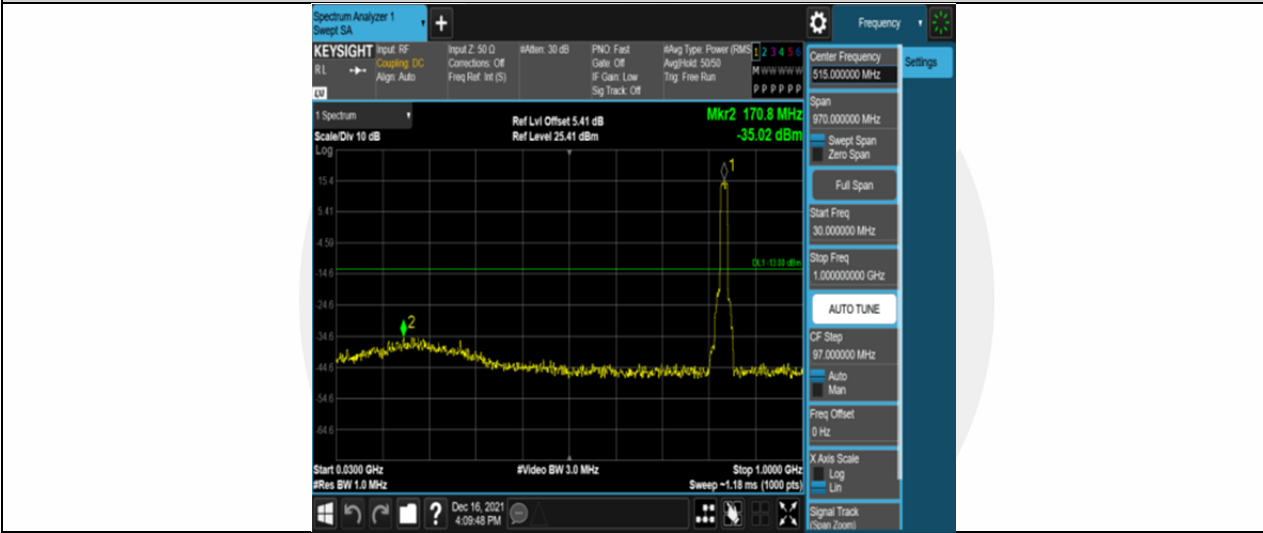 Spectrum Analyzer 1
Swept SA
+
Frequency
KEYSIGHT
RL
LV
Input: RF
Coupling: DC
Align: Auto
Input Z: 50 Ω
Corrections: Off
Freq Ref: Int (S)
#Atten: 30 dB
PNO: Fast
Gate: Off
IF Gain: Low
Sig Track: Off
#Avg Type: Power (RMS
Avg|Hold: 50/50
Trig: Free Run
1 2 3 4 5 6
M W W W W W
P P P P P P
Center Frequency
515.000000 MHz
Settings
1 Spectrum
Scale/Div 10 dB
Ref Lvl Offset 5.41 dB
Ref Level 25.41 dBm
Mkr2 170.8 MHz
-35.02 dBm
Log
15.4
5.41
-4.59
-14.6
-24.6
-34.6
-44.6
-54.6
-64.6
1
DL1 -13.00 dBm
2
Start 0.0300 GHz
#Res BW 1.0 MHz
#Video BW 3.0 MHz
Stop 1.0000 GHz
Sweep ~1.18 ms (1000 pts)
Span
970.000000 MHz
Swept Span
Zero Span
Full Span
Start Freq
30.000000 MHz
Stop Freq
1.000000000 GHz
AUTO TUNE
CF Step
97.000000 MHz
Auto
Man
Freq Offset
0 Hz
X Axis Scale
Log
Lin
Signal Track
(Span Zoom)
?
Dec 16, 2021
4:09:48 PM